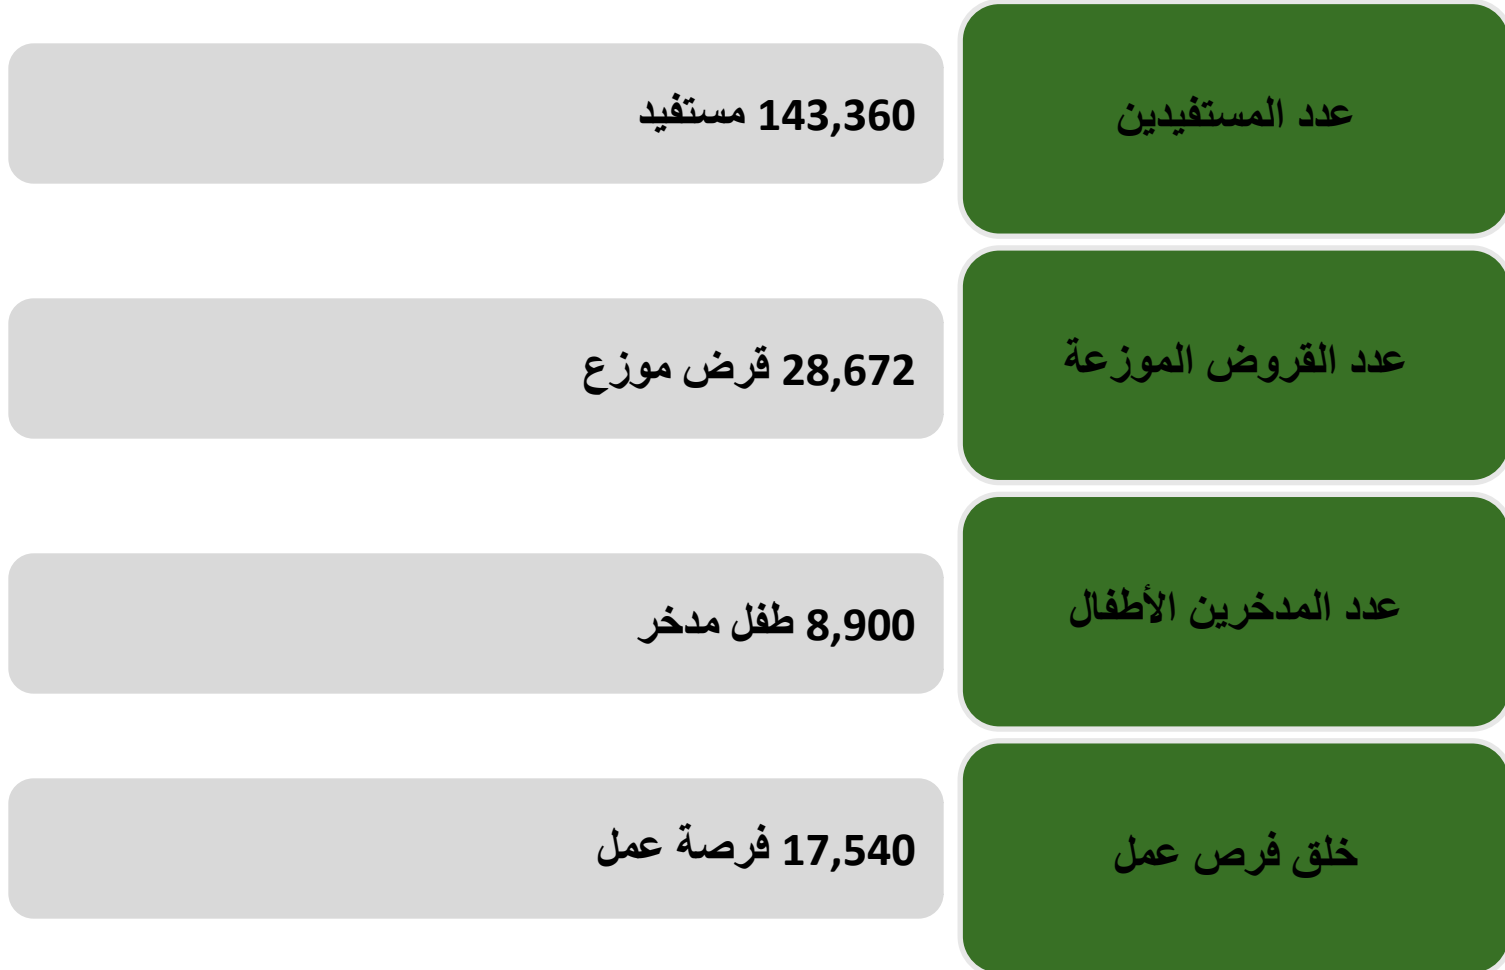 عدد المستفيدين
143,360 مستفيد
عدد القروض الموزعة
28,672 قرض موزع
عدد المدخرين الأطفال
8,900 طفل مدخر
خلق فرص عمل
17,540 فرصة عمل